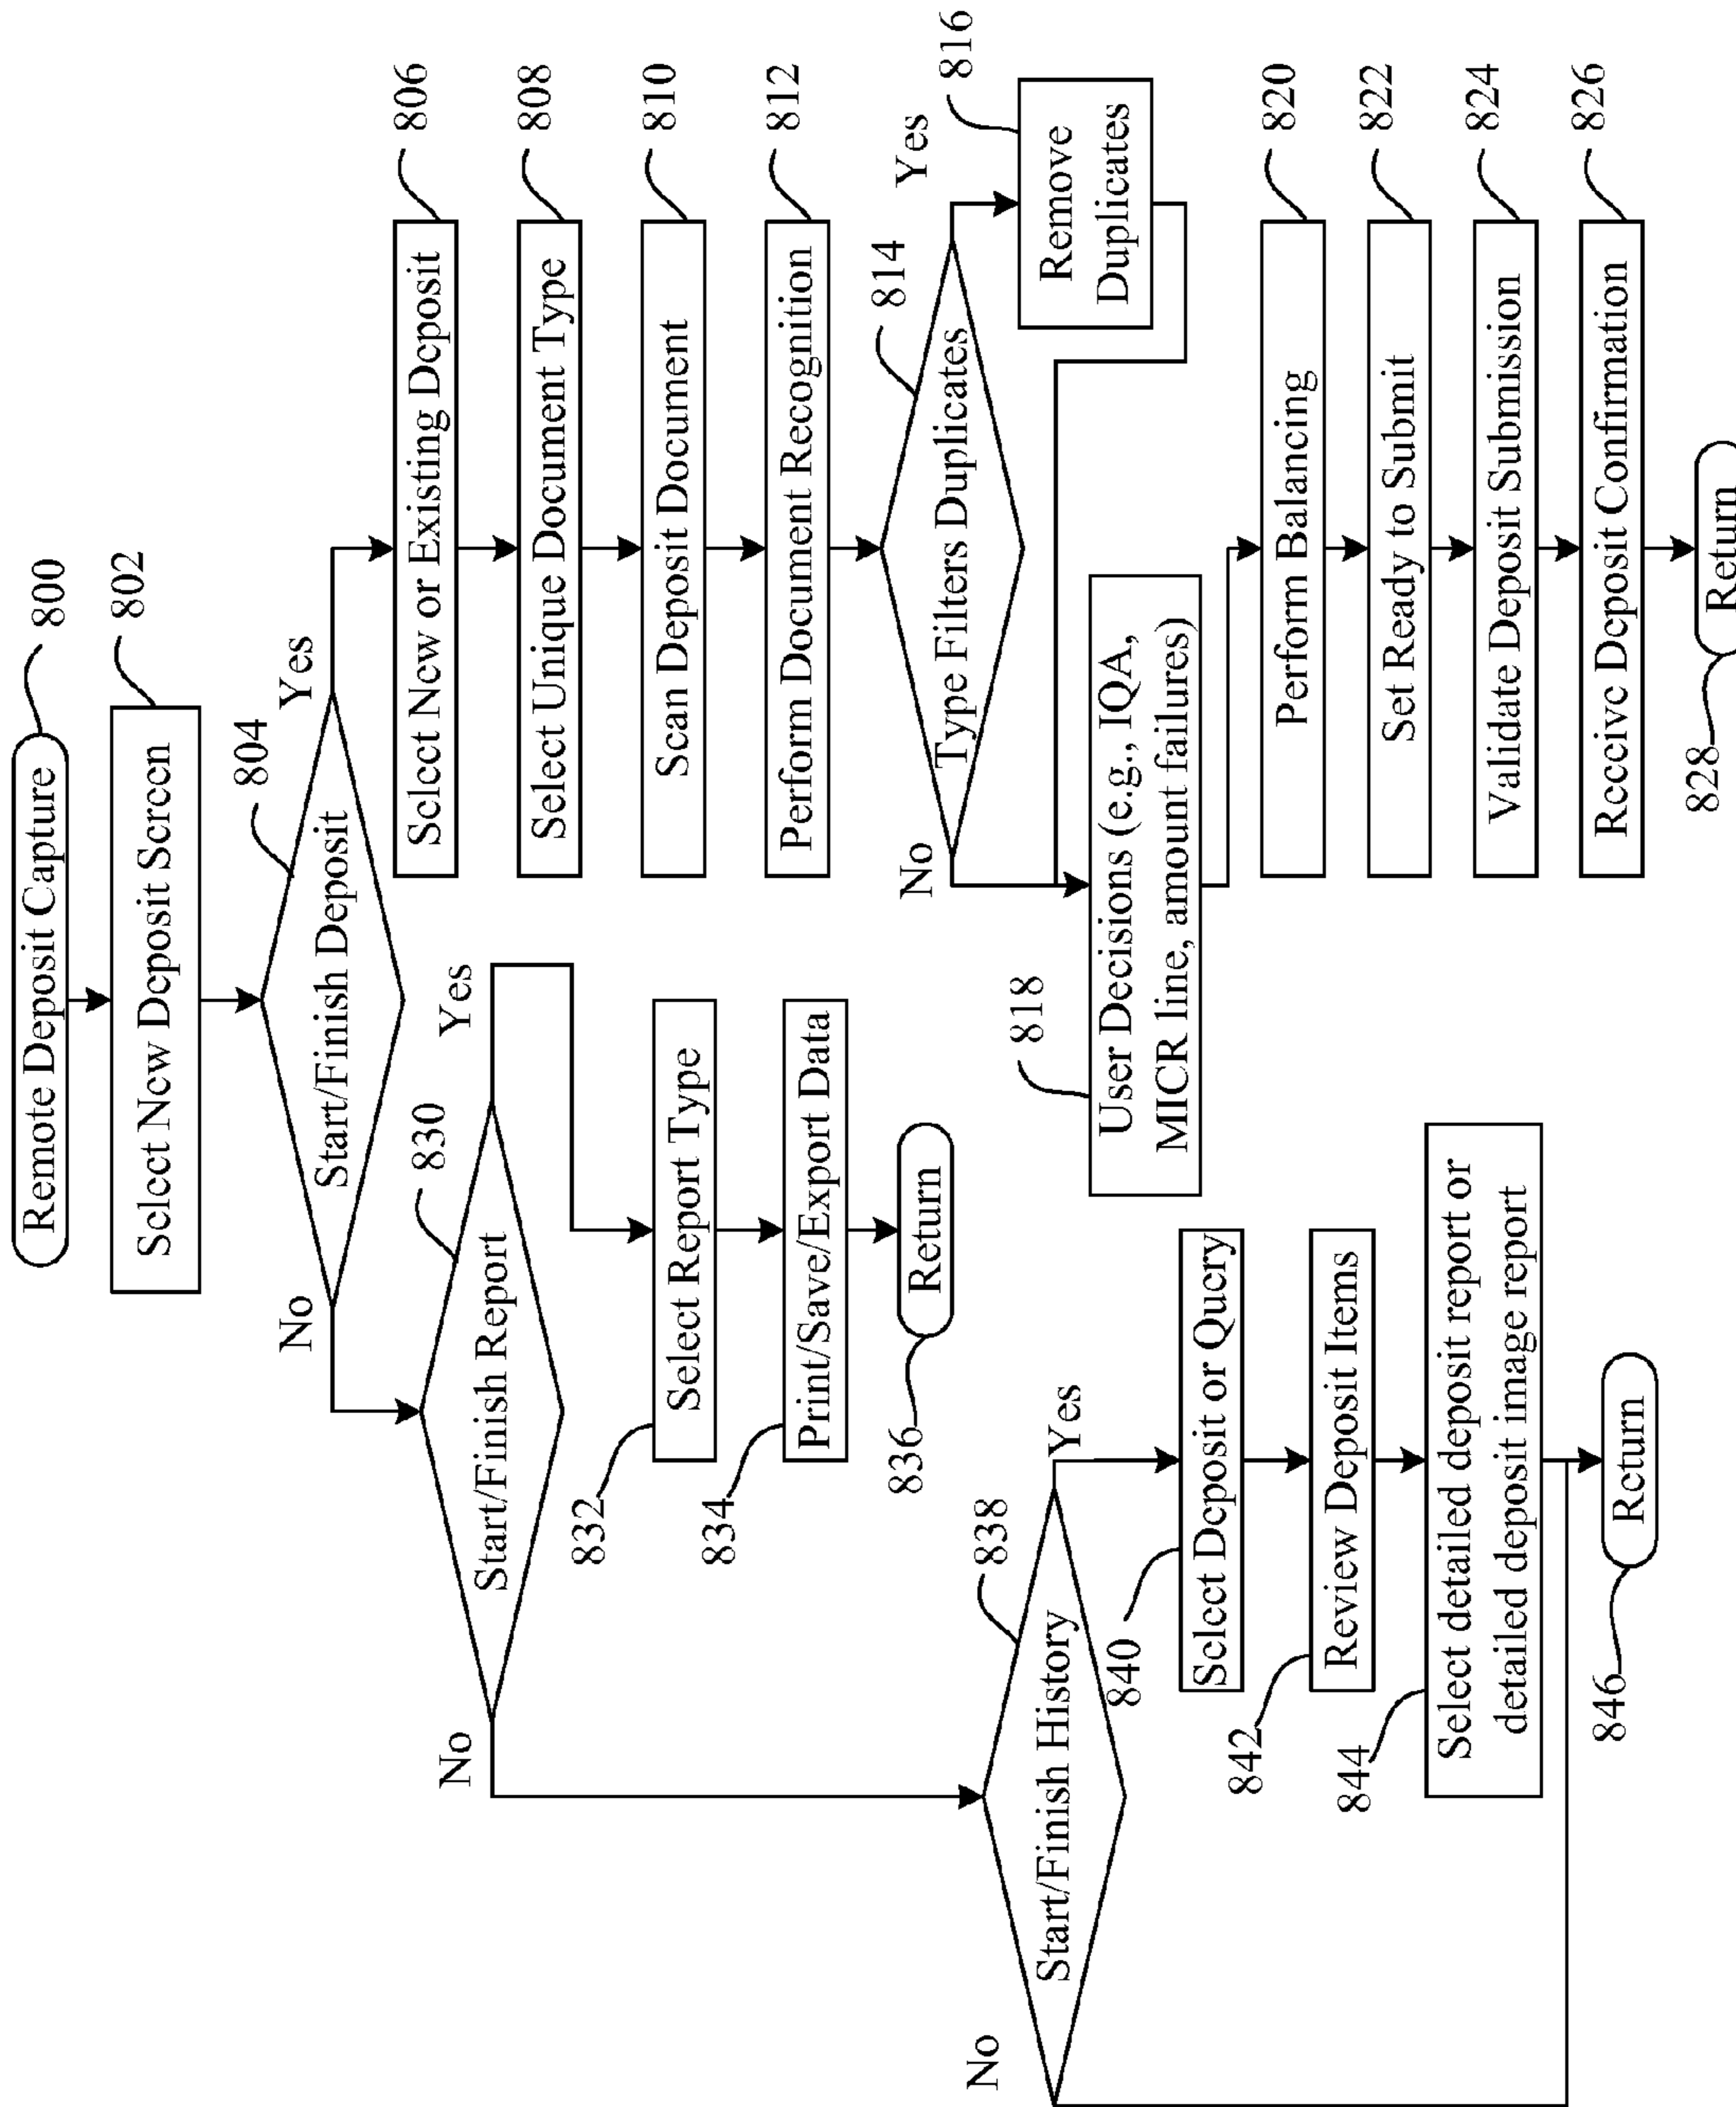 Remote Deposit Capture
800
Select New Deposit Screen
802
Start/Finish Deposit
804
Yes
No
Select New or Existing Deposit
806
Select Unique Document Type
808
Scan Deposit Document
810
Perform Document Recognition
812
Type Filters Duplicates
814
Yes
No
Remove
Duplicates
816
User Decisions (e.g., IQA,
MICR line, amount failures)
818
Perform Balancing
820
Set Ready to Submit
822
Validate Deposit Submission
824
Receive Deposit Confirmation
826
Return
828
Start/Finish Report
830
Yes
No
Select Report Type
832
Print/Save/Export Data
834
Return
836
Start/Finish History
838
Yes
No
Select Deposit or Query
840
Review Deposit Items
842
Select detailed deposit report or
detailed deposit image report
844
Return
846